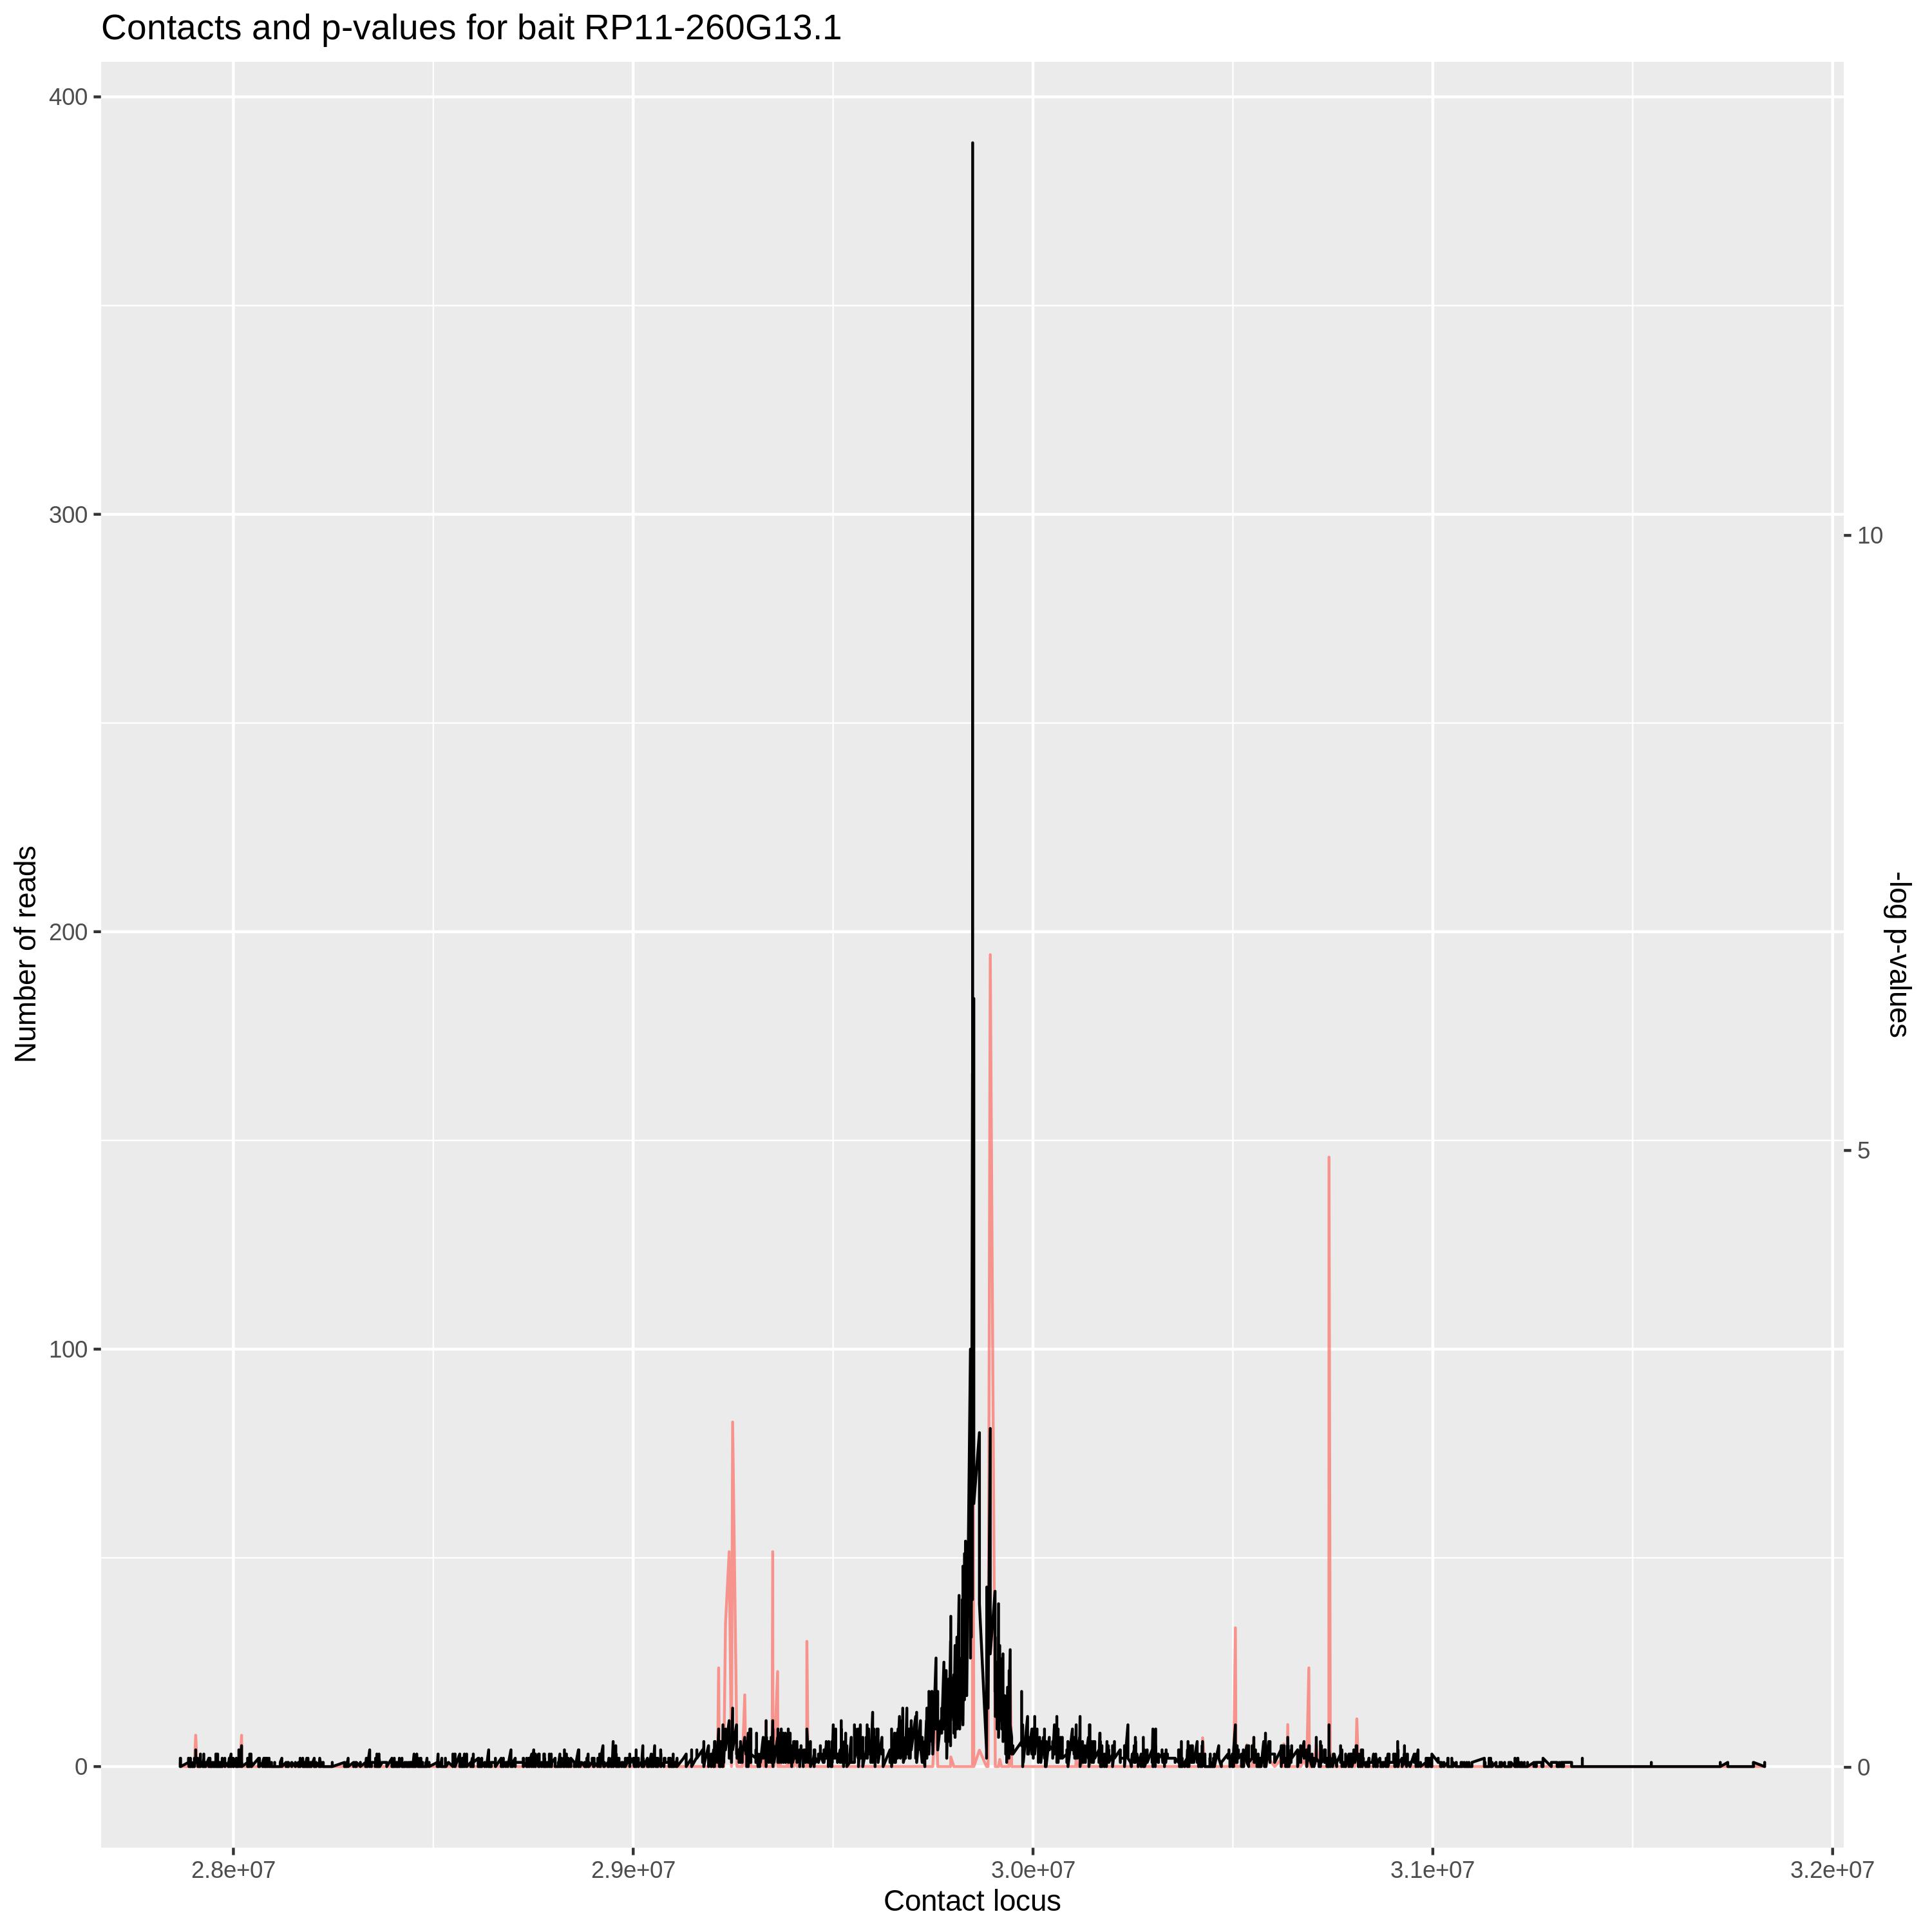 Contacts and p-values for bait RP11-260G13.1
400
300
200
100
0
10
5
0
Number of reads
-log p-values
2.8e+07
2.9e+07
3.0e+07
3.1e+07
3.2e+07
Contact locus